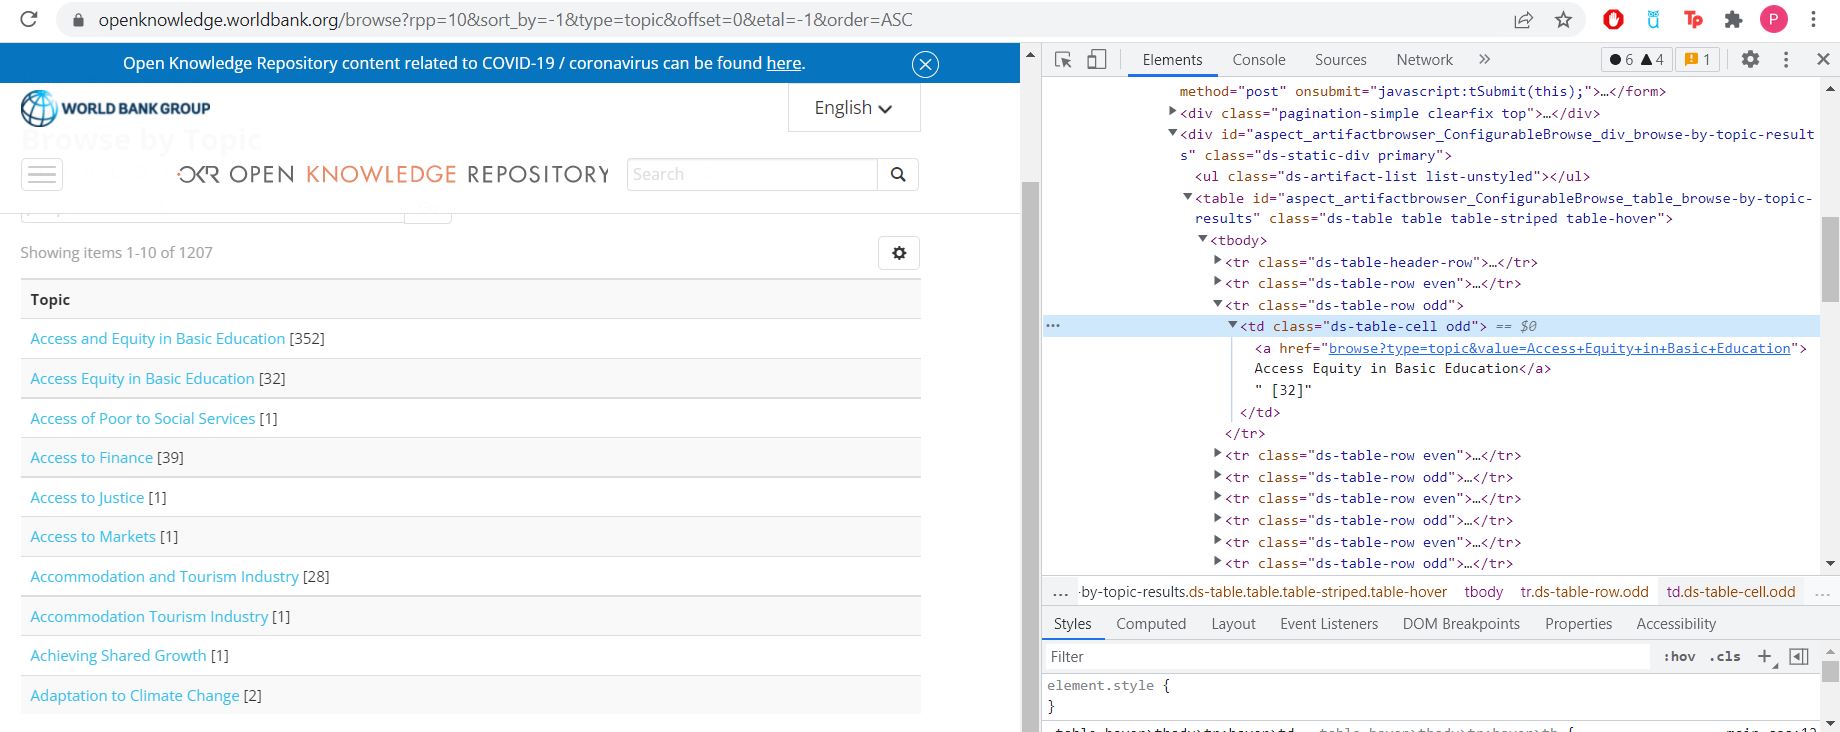 openknowledge.worldbank.org/browse?rpp=10&sort_by=-1&type=topic&offset=0&etal=-1&order=ASC
P
Open Knowledge Repository content related to COVID-19 / coronavirus can be found here.
WORLD BANK GROUP
English
Browse by Topic
OKR OPEN KNOWLEDGE REPOSITORY
Search
Showing items 1-10 of 1207
Topic
Access and Equity in Basic Education [352]
Access Equity in Basic Education [32]
Access of Poor to Social Services [1]
Access to Finance [39]
Access to Justice [1]
Access to Markets [1]
Accommodation and Tourism Industry [28]
Accommodation Tourism Industry [1]
Achieving Shared Growth [1]
Adaptation to Climate Change [2]
Elements Console Sources Network » 6 4 1
method="post" onsubmit="javascript:tSubmit(this);">…</form>
<div class="pagination-simple clearfix top">…</div>
<div id="aspect_artifactbrowser_ConfigurableBrowse_div_browse-by-topic-result
s" class="ds-static-div primary">
<ul class="ds-artifact-list list-unstyled"></ul>
<table id="aspect_artifactbrowser_ConfigurableBrowse_table_browse-by-topic-
results" class="ds-table table table-striped table-hover">
<tbody>
<tr class="ds-table-header-row">…</tr>
<tr class="ds-table-row even">…</tr>
<tr class="ds-table-row odd">
<td class="ds-table-cell odd"> == $0
<a href="browse?type=topic&value=Access+Equity+in+Basic+Education">
Access Equity in Basic Education</a>
" [32]"
</td>
</tr>
<tr class="ds-table-row even">…</tr>
<tr class="ds-table-row odd">…</tr>
<tr class="ds-table-row even">…</tr>
<tr class="ds-table-row odd">…</tr>
<tr class="ds-table-row even">…</tr>
<tr class="ds-table-row odd">…</tr>
… -by-topic-results.ds-table.table.table-striped.table-hover tbody tr.ds-table-row.odd td.ds-table-cell.odd …
Styles Computed Layout Event Listeners DOM Breakpoints Properties Accessibility
Filter :hov .cls +
element.style {
}